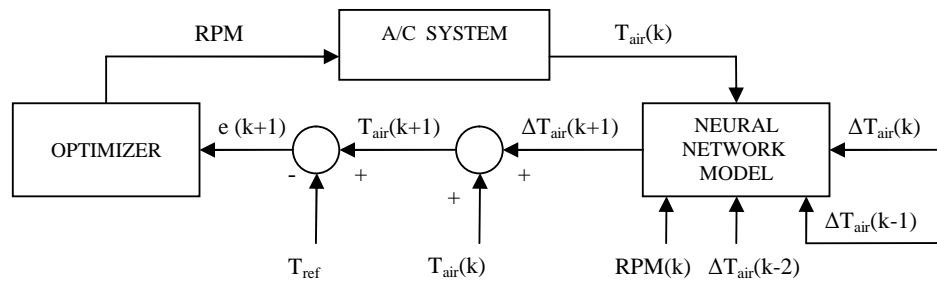 RPM
A/C SYSTEM
T_air(k)
OPTIMIZER
e (k+1)
T_air(k+1)
ΔT_air(k+1)
NEURAL
NETWORK
MODEL
ΔT_air(k)
-
+
+
+
ΔT_air(k-1)
T_ref
T_air(k)
RPM(k)
ΔT_air(k-2)